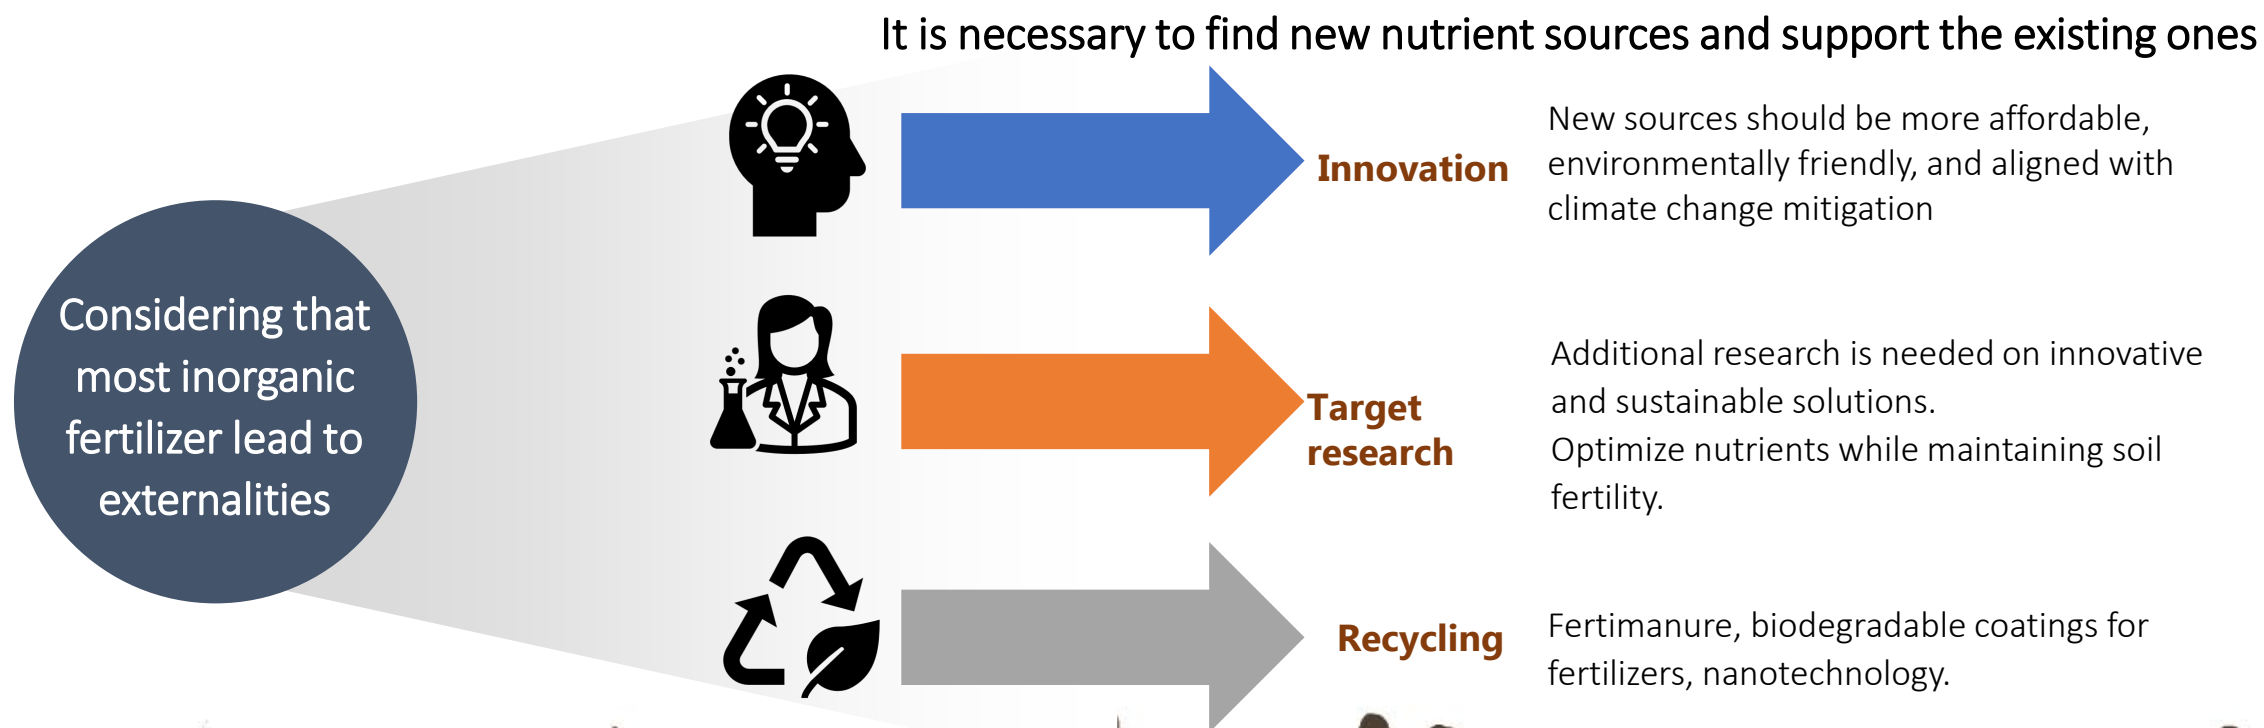 It is necessary to find new nutrient sources and support the existing ones
Considering that
most inorganic
fertilizer lead to
externalities
Innovation
New sources should be more affordable,
environmentally friendly, and aligned with
climate change mitigation
Target
research
Additional research is needed on innovative
and sustainable solutions.
Optimize nutrients while maintaining soil
fertility.
Recycling
Fertimanure, biodegradable coatings for
fertilizers, nanotechnology.